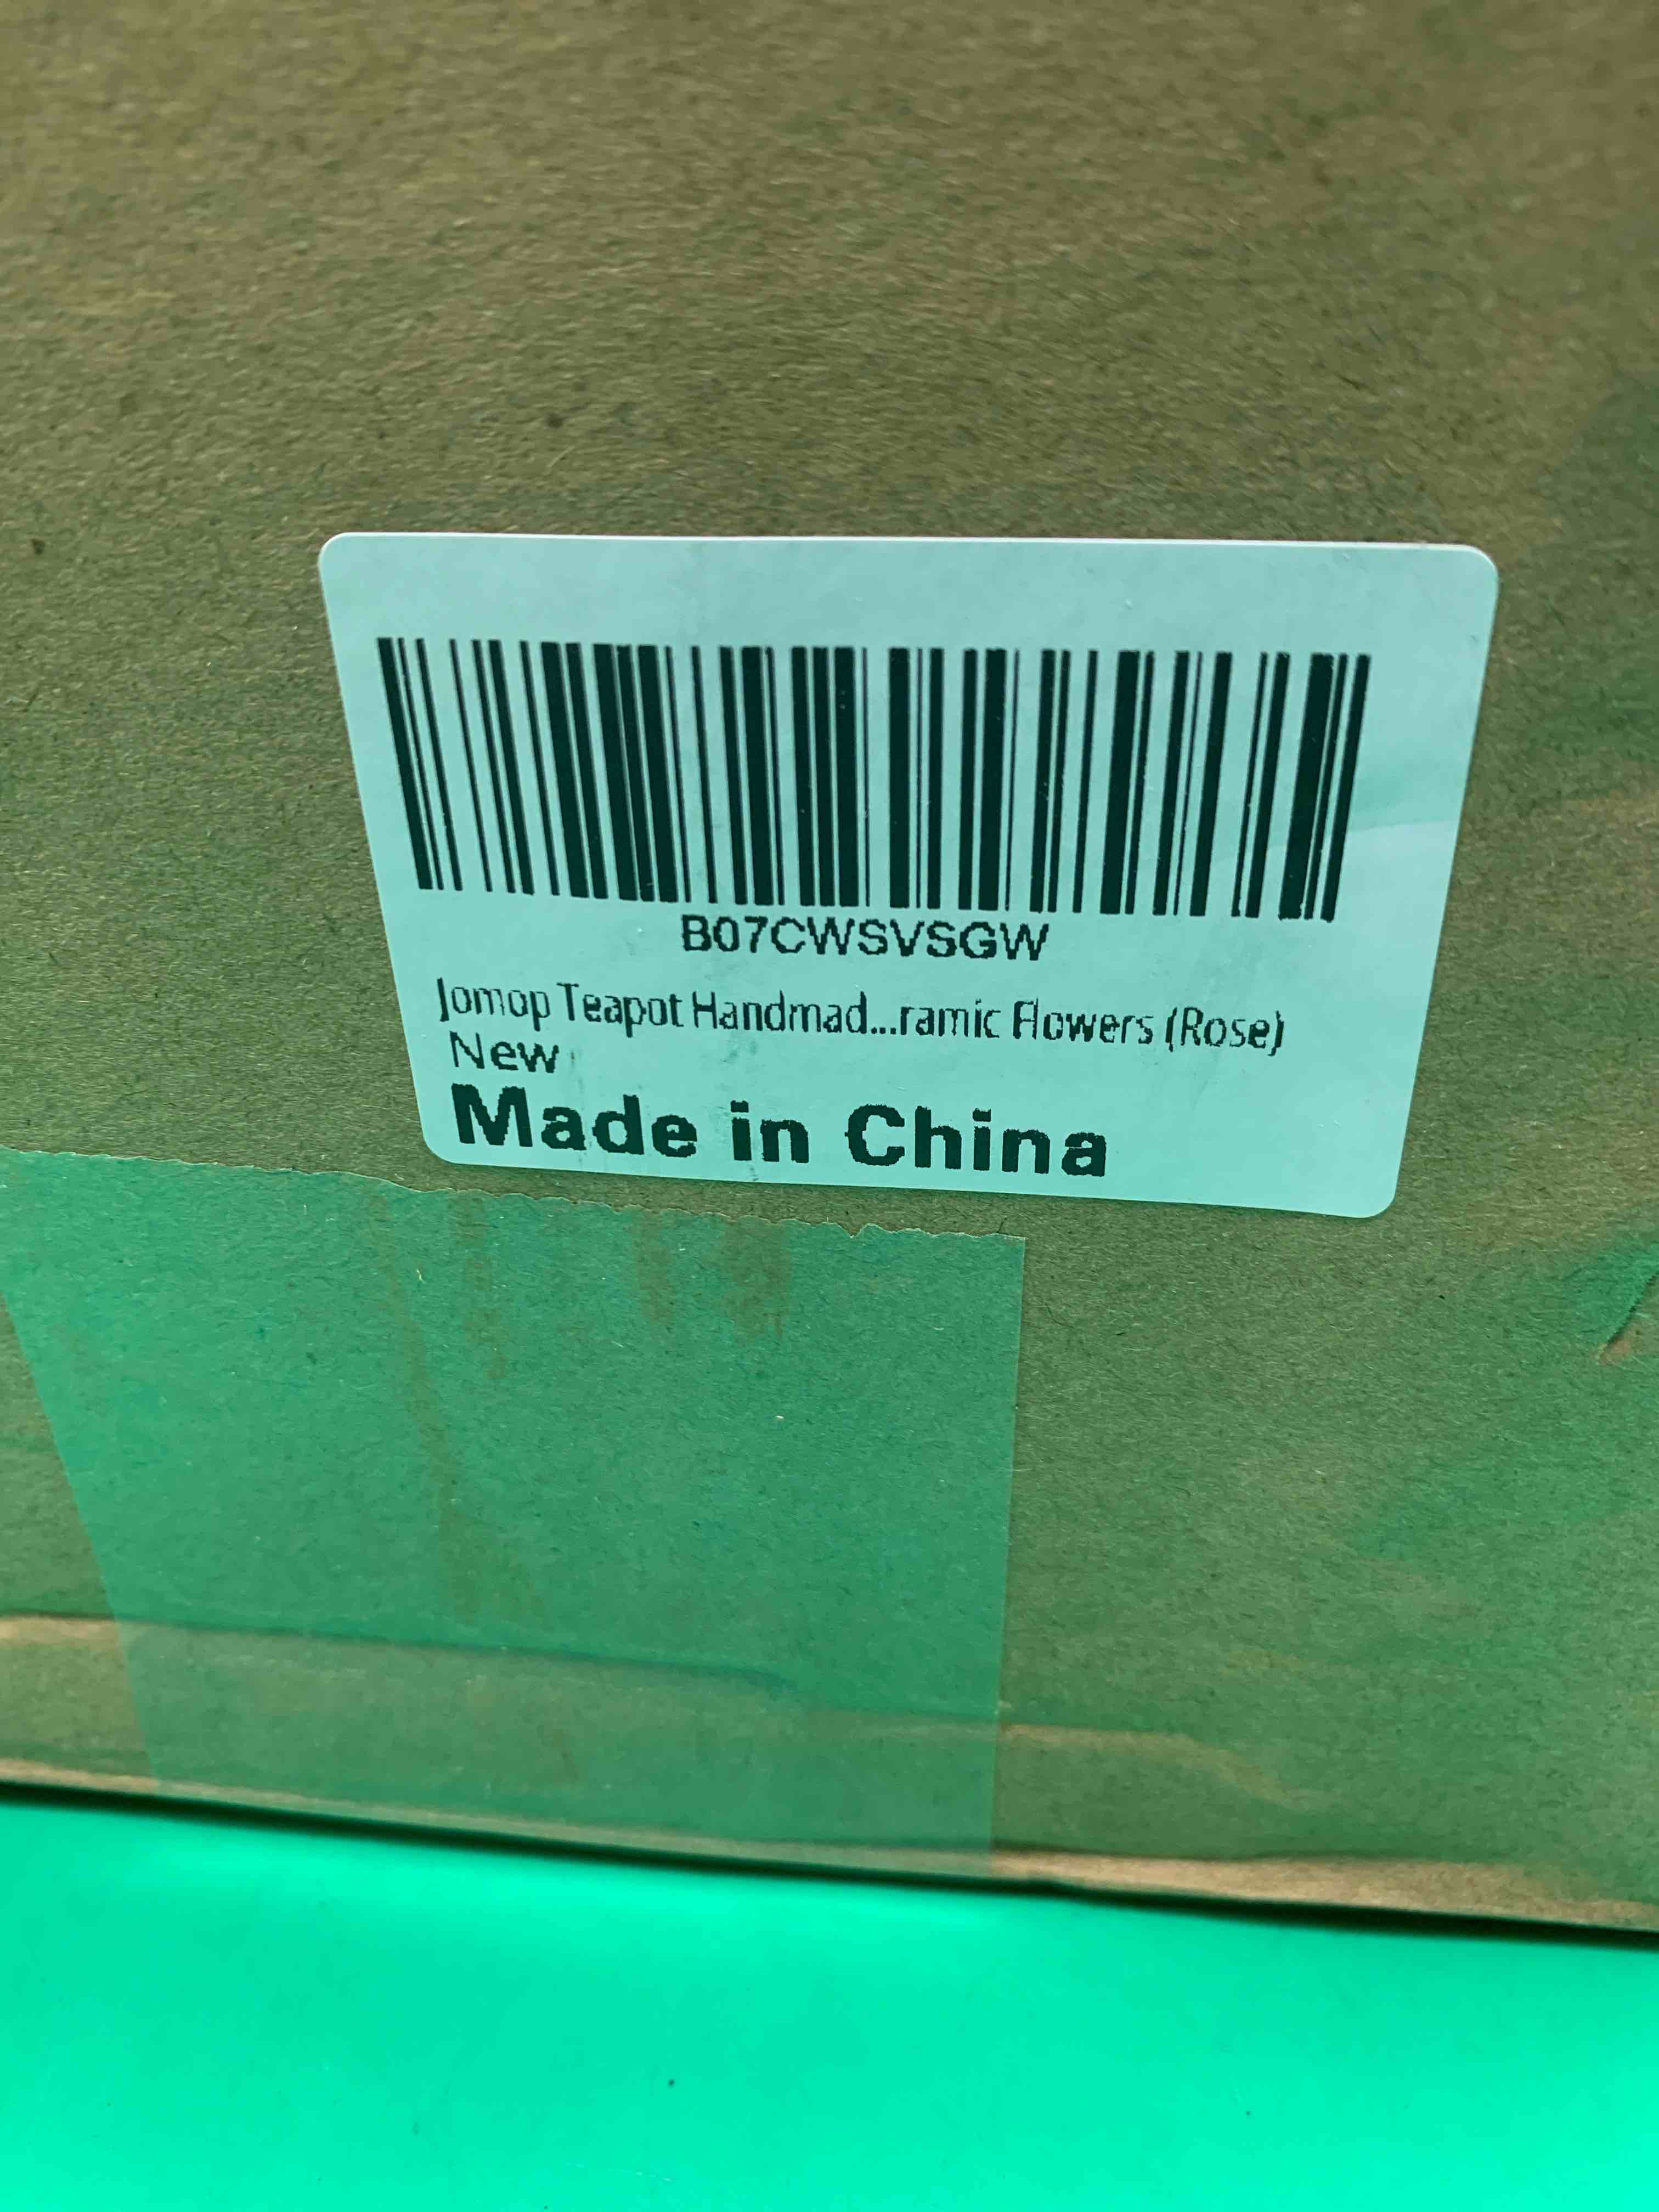 B07CWSVSGW
Jomop Teapot Handmad...ramic Flowers (Rose)
New
Made in China